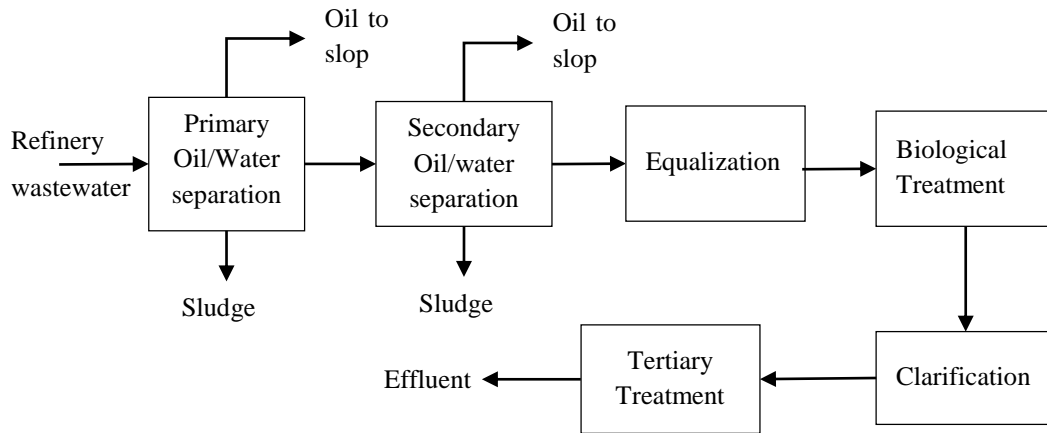 Oil to
slop
Oil to
slop
Refinery
wastewater
Primary
Oil/Water
separation
Secondary
Oil/water
separation
Equalization
Biological
Treatment
Sludge
Sludge
Effluent
Tertiary
Treatment
Clarification